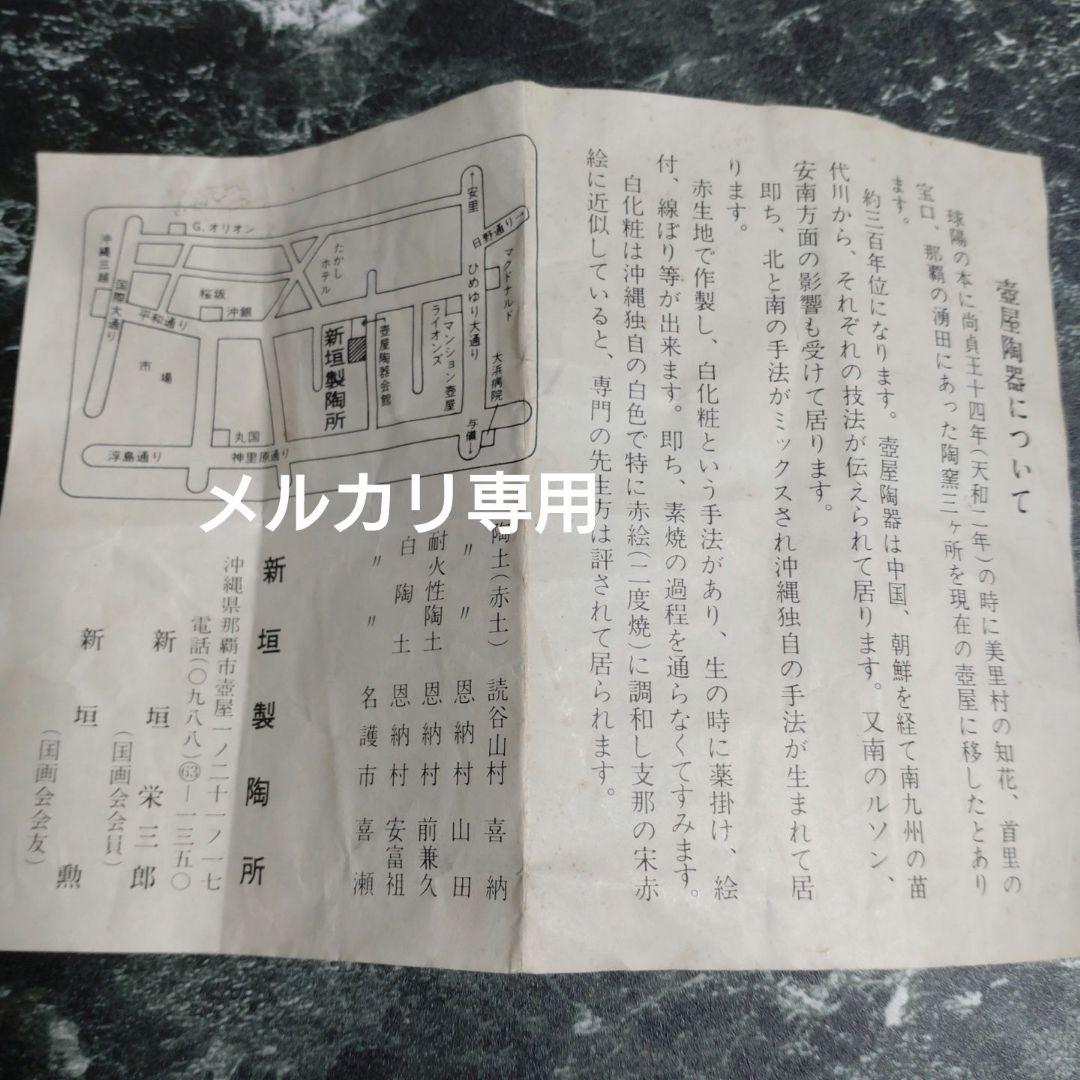 壺屋陶器について
球陽の本に尚貞王十四年(天和二年)の時に美里村の知花、首里の
宝口、那覇の湧田にあった陶窯三ヶ所を現在の壺屋に移したとあり
ます。
約三百年位になります。壺屋陶器は中国、朝鮮を経て南九州の苗
代川から、それぞれの技法が伝えられて居ります。又南のルソン、
安南方面の影響も受けて居ります。
即ち、北と南の手法がミックスされ沖縄独自の手法が生まれて居
ります。
赤生地で作製し、白化粧という手法があり、生の時に薬掛け、絵
付、線ぼり等が出来ます。即ち、素焼の過程を通らなくてすみます。
白化粧は沖縄独自の白色で特に赤絵(二度焼)に調和し支那の宋赤
絵に近似していると、専門の先生方は評されて居られます。
陶土(赤土) 読谷山村 喜納
〃 〃 恩納村 山田
耐火性陶土 恩納村 前兼久
白陶土 恩納村 安富祖
〃 〃 名護市 喜瀬
新垣製陶所
沖縄県那覇市壺屋一ノ二十一ノ一七
電話(〇九八八)63―一三五〇
新垣 栄三郎
(国画会会員)
新垣 勲
(国画会会友)
←安里
日野通り→
マクドナルド
ひめゆり大通り
大浜病院
与儀→
G.オリオン
たかしホテル
沖縄三越
国際大通り
桜坂
沖銀
平和通り
市場
新垣製陶所
壺屋陶器会館
ライオンズ
マンション壺屋
丸国
浮島通り
神里原通り
メルカリ専用